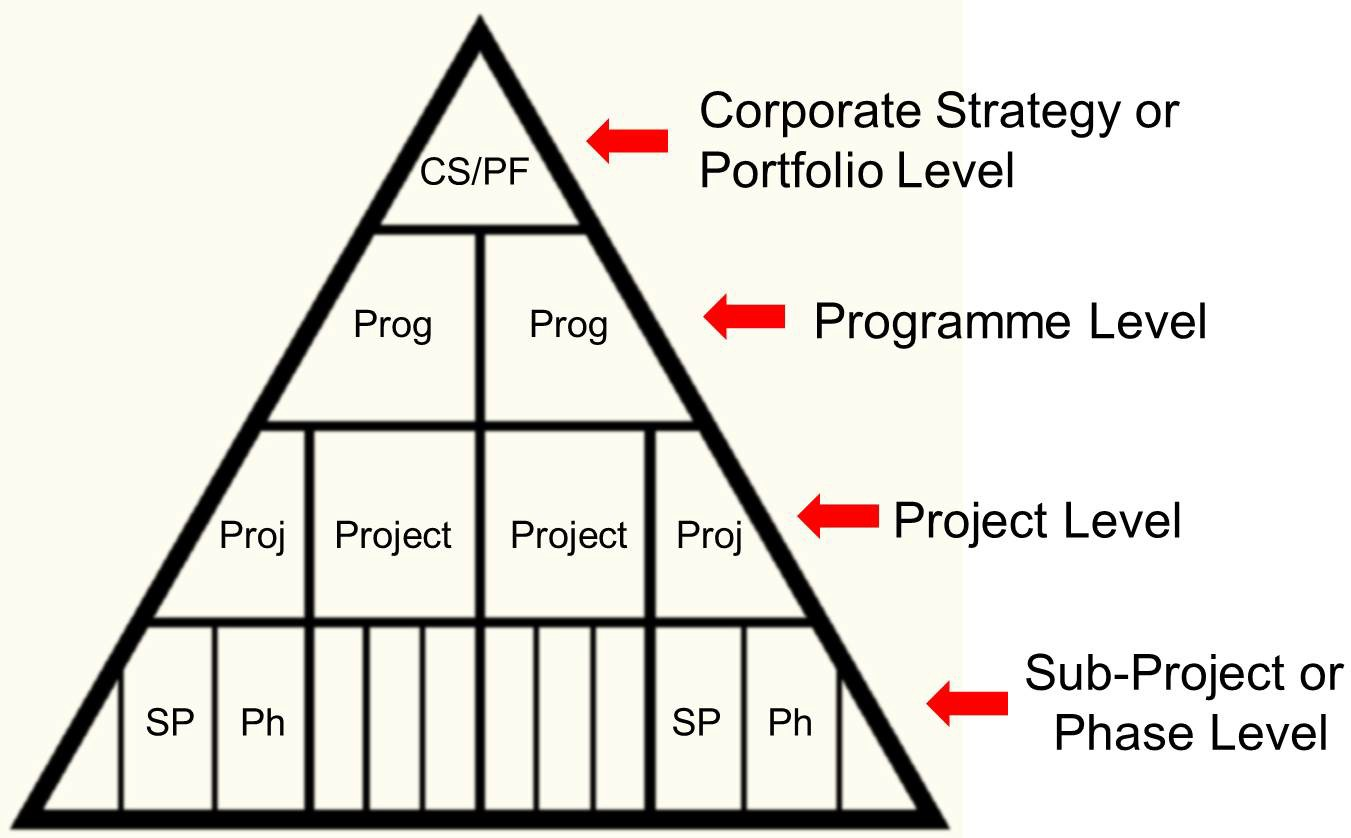 Corporate Strategy or
Portfolio Level
CS/PF
Prog Prog
Programme Level
Proj Project Project Proj
Project Level
SP Ph SP Ph
Sub-Project or
Phase Level